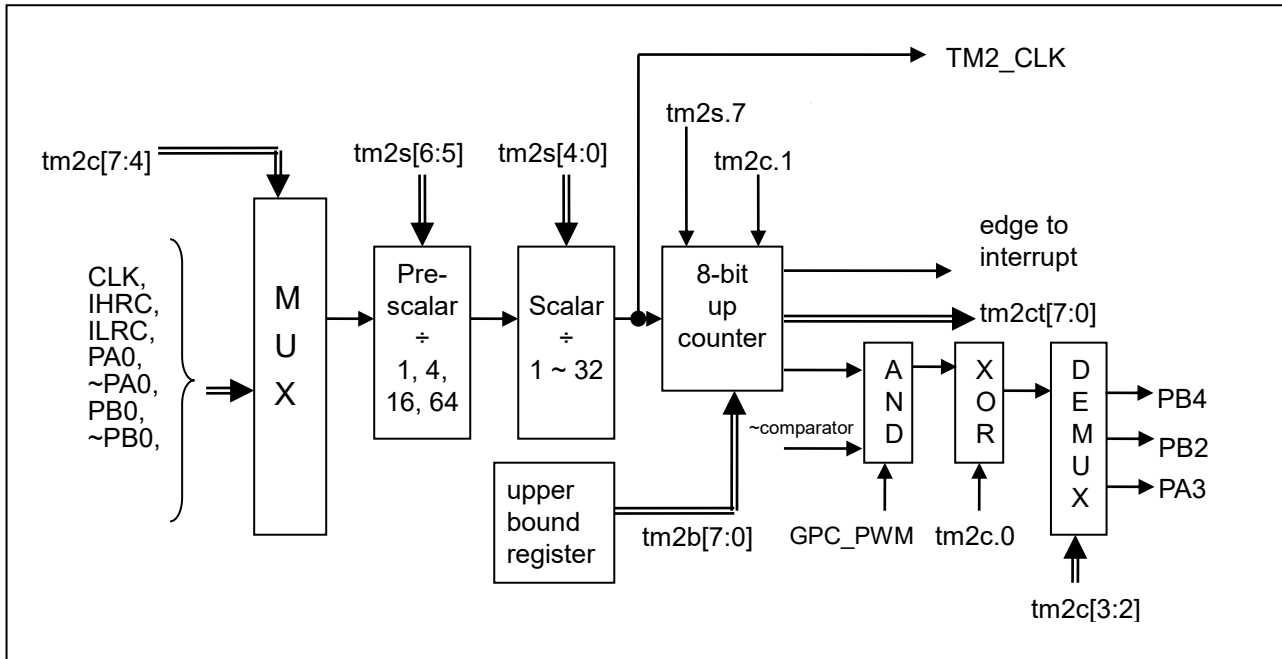 TM2_CLK
tm2s.7
tm2c[7:4]
tm2s[6:5]
tm2s[4:0]
tm2c.1
CLK,
IHRC,
ILRC,
PA0,
~PA0,
PB0,
~PB0,
M
U
X
Pre-
scalar
÷
1, 4,
16, 64
Scalar
÷
1 ~ 32
8-bit
up
counter
edge to
interrupt
tm2ct[7:0]
~comparator
A
N
D
X
O
R
D
E
M
U
X
PB4
PB2
PA3
upper
bound
register
tm2b[7:0]
GPC_PWM
tm2c.0
tm2c[3:2]